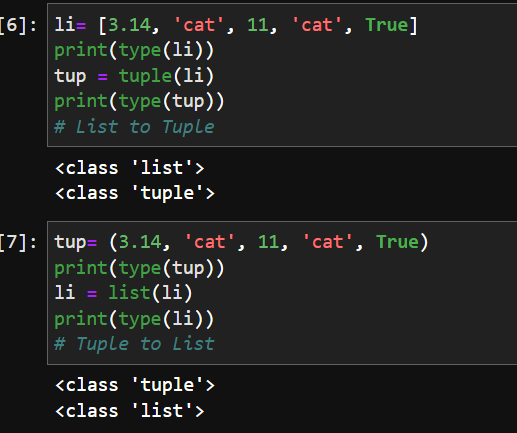 [6]: li= [3.14, 'cat', 11, 'cat', True]
print(type(li))
tup = tuple(li)
print(type(tup))
# List to Tuple
<class 'list'>
<class 'tuple'>
[7]: tup= (3.14, 'cat', 11, 'cat', True)
print(type(tup))
li = list(li)
print(type(li))
# Tuple to List
<class 'tuple'>
<class 'list'>